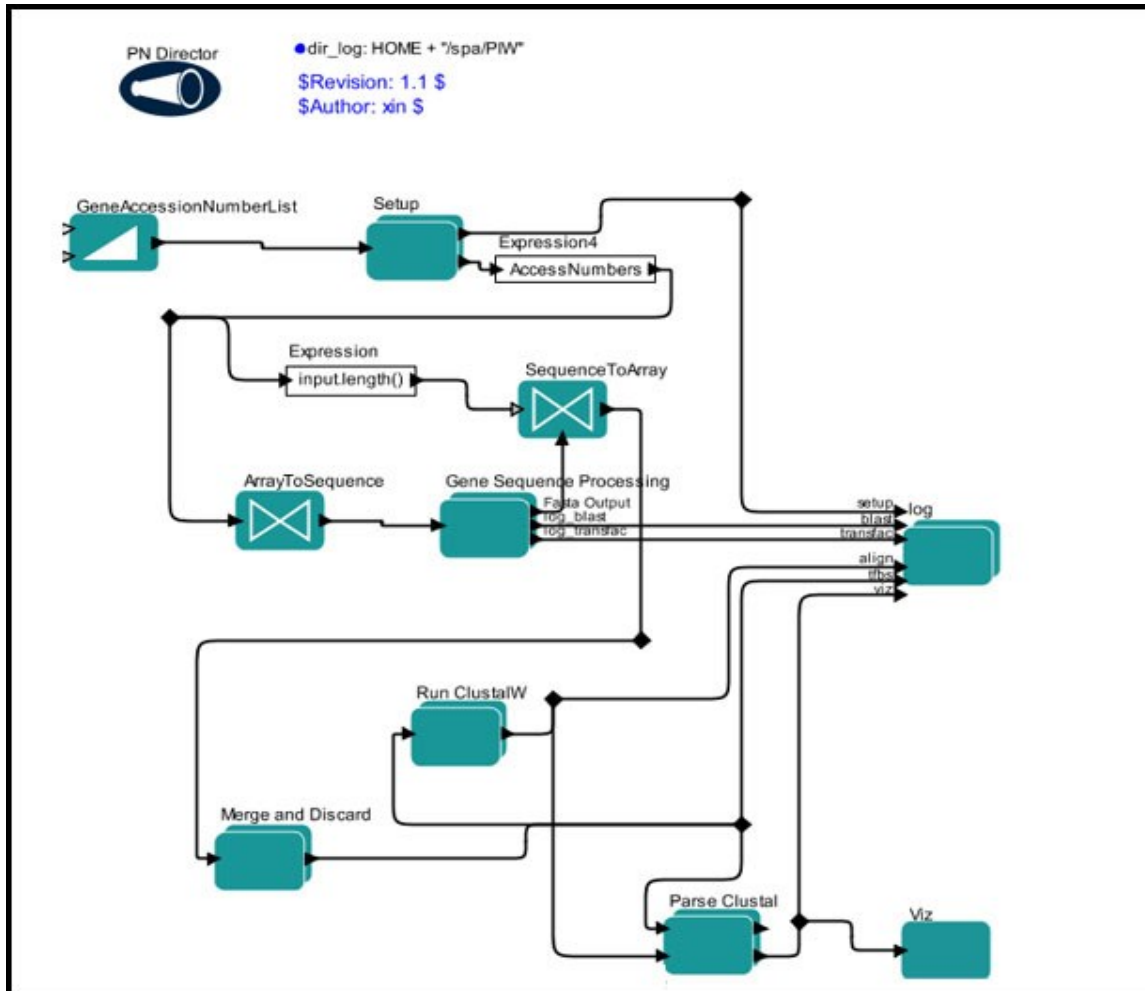 PN Director
dir_log: HOME + "/spa/PIW"
$Revision: 1.1 $
$Author: xin $
GeneAccessionNumberList
Setup
Expression4
AccessNumbers
Expression
input.length()
SequenceToArray
ArrayToSequence
Gene Sequence Processing
Fasta Output
log_blast
log_transfac
setup
log
blast
transfac
align
tfbs
viz
Run ClustalW
Merge and Discard
Parse Clustal
Viz